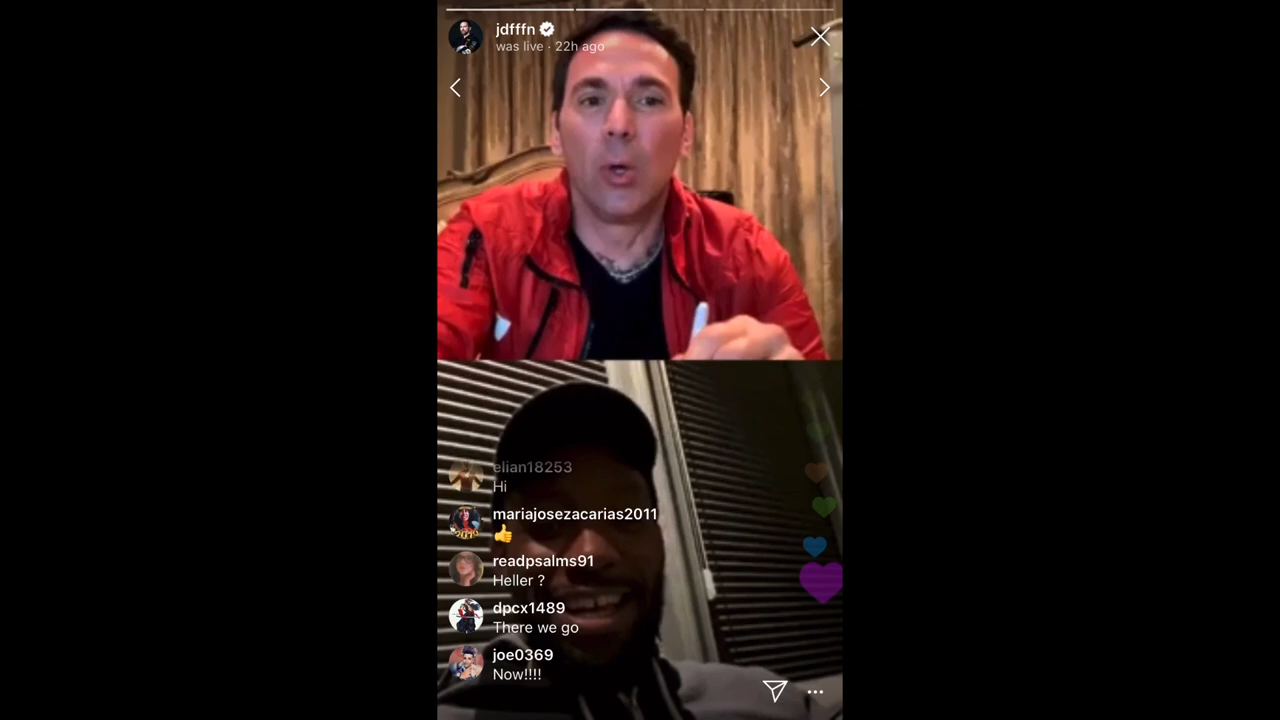 jdfffn
was live · 22h ago
elian18253
Hi
mariajosezacarias2011
👍
readpsalms91
Heller ?
dpcx1489
There we go
joe0369
Now!!!!